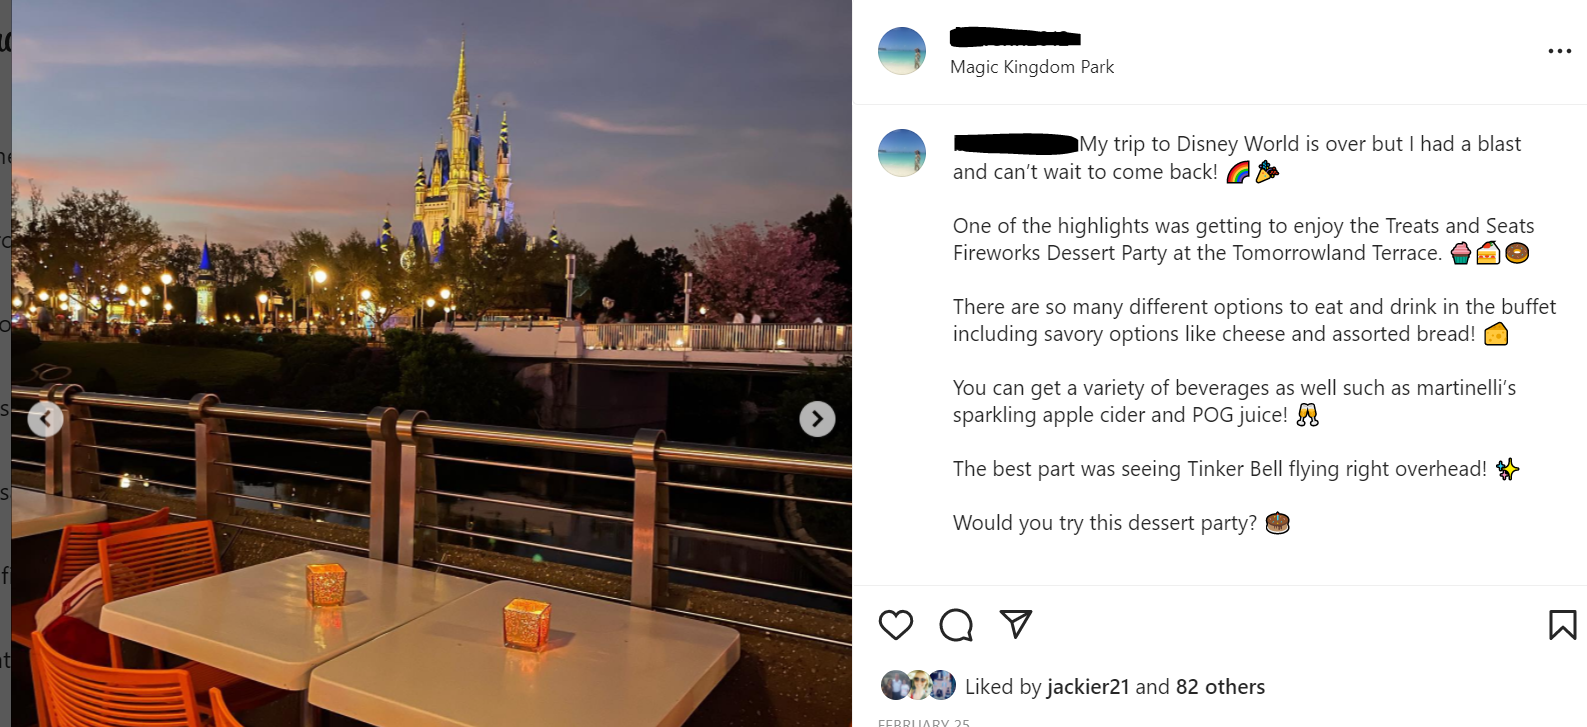 Magic Kingdom Park
My trip to Disney World is over but I had a blast
and can't wait to come back! 🌈🎉
One of the highlights was getting to enjoy the Treats and Seats
Fireworks Dessert Party at the Tomorrowland Terrace. 🧁🍰🍩
There are so many different options to eat and drink in the buffet
including savory options like cheese and assorted bread! 🧀
You can get a variety of beverages as well such as martinelli's
sparkling apple cider and POG juice! 🥂
The best part was seeing Tinker Bell flying right overhead! ✨
Would you try this dessert party? 🎂
Liked by jackier21 and 82 others
FEBRUARY 25